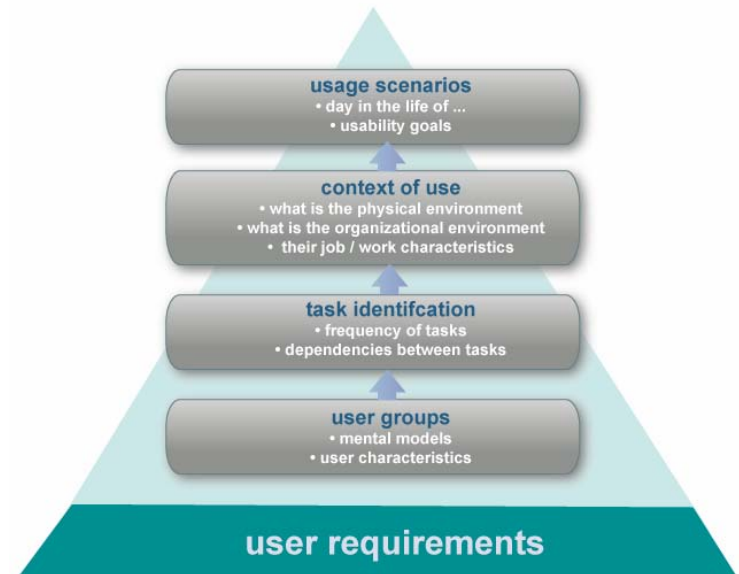 usage scenarios
• day in the life of ...
• usability goals
context of use
• what is the physical environment
• what is the organizational environment
• their job / work characteristics
task identifcation
• frequency of tasks
• dependencies between tasks
user groups
• mental models
• user characteristics
user requirements